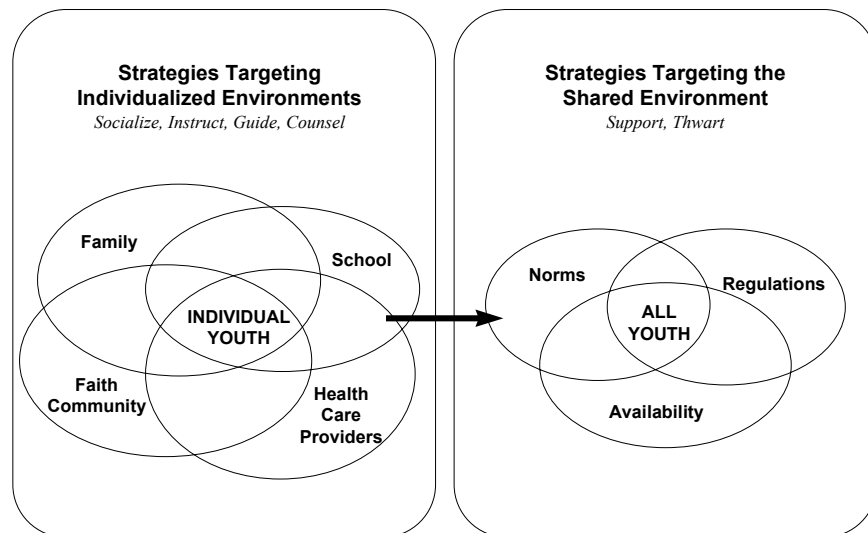 Strategies Targeting
Individualized Environments
Socialize, Instruct, Guide, Counsel
Family
School
INDIVIDUAL
YOUTH
Faith
Community
Health
Care
Providers
Strategies Targeting the
Shared Environment
Support, Thwart
Norms
Regulations
ALL
YOUTH
Availability